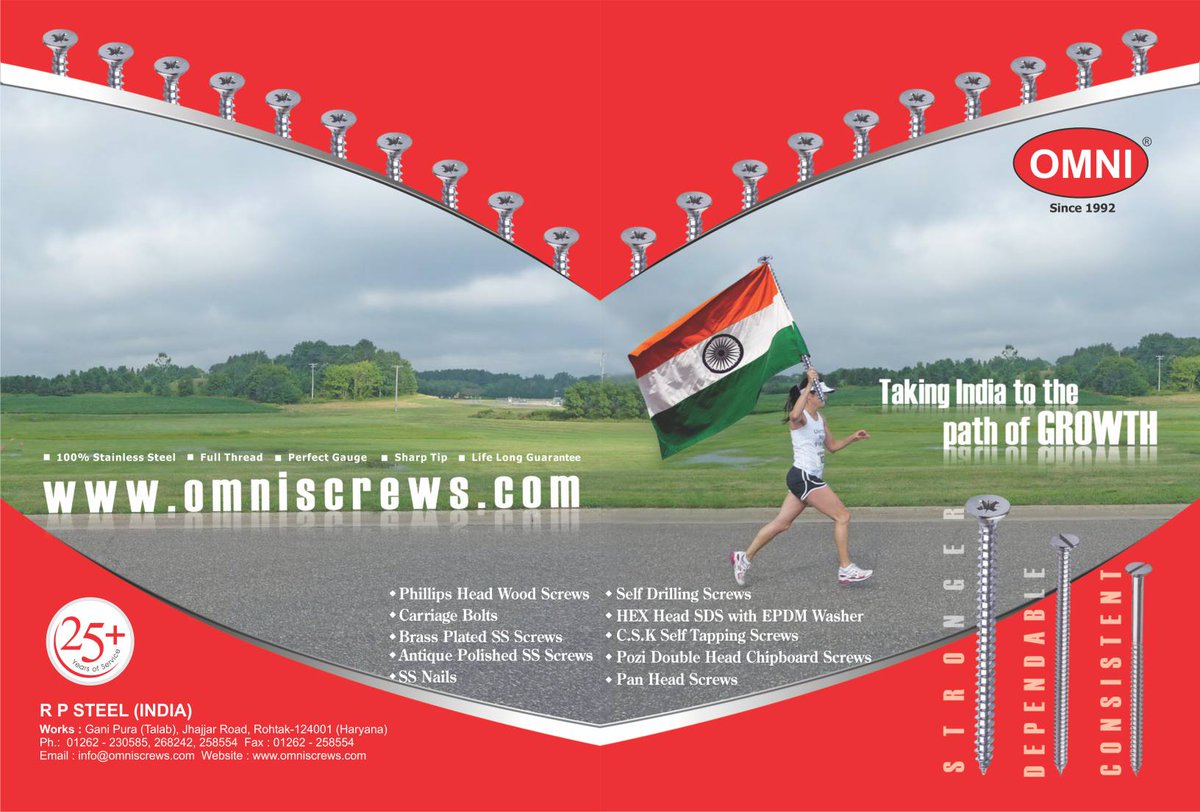 OMNI®
Since 1992
Taking India to the
path of GROWTH
■ 100% Stainless Steel ■ Full Thread ■ Perfect Gauge ■ Sharp Tip ■ Life Long Guarantee
www.omniscrews.com
◆ Phillips Head Wood Screws
◆ Carriage Bolts
◆ Brass Plated SS Screws
◆ Antique Polished SS Screws
◆ SS Nails
◆ Self Drilling Screws
◆ HEX Head SDS with EPDM Washer
◆ C.S.K Self Tapping Screws
◆ Pozi Double Head Chipboard Screws
◆ Pan Head Screws
STRONGER
DEPENDABLE
CONSISTENT
25+
Years of Service
R P STEEL (INDIA)
Works : Gani Pura (Talab), Jhajjar Road, Rohtak-124001 (Haryana)
Ph.: 01262 - 230585, 268242, 258554 Fax : 01262 - 258554
Email : info@omniscrews.com Website : www.omniscrews.com